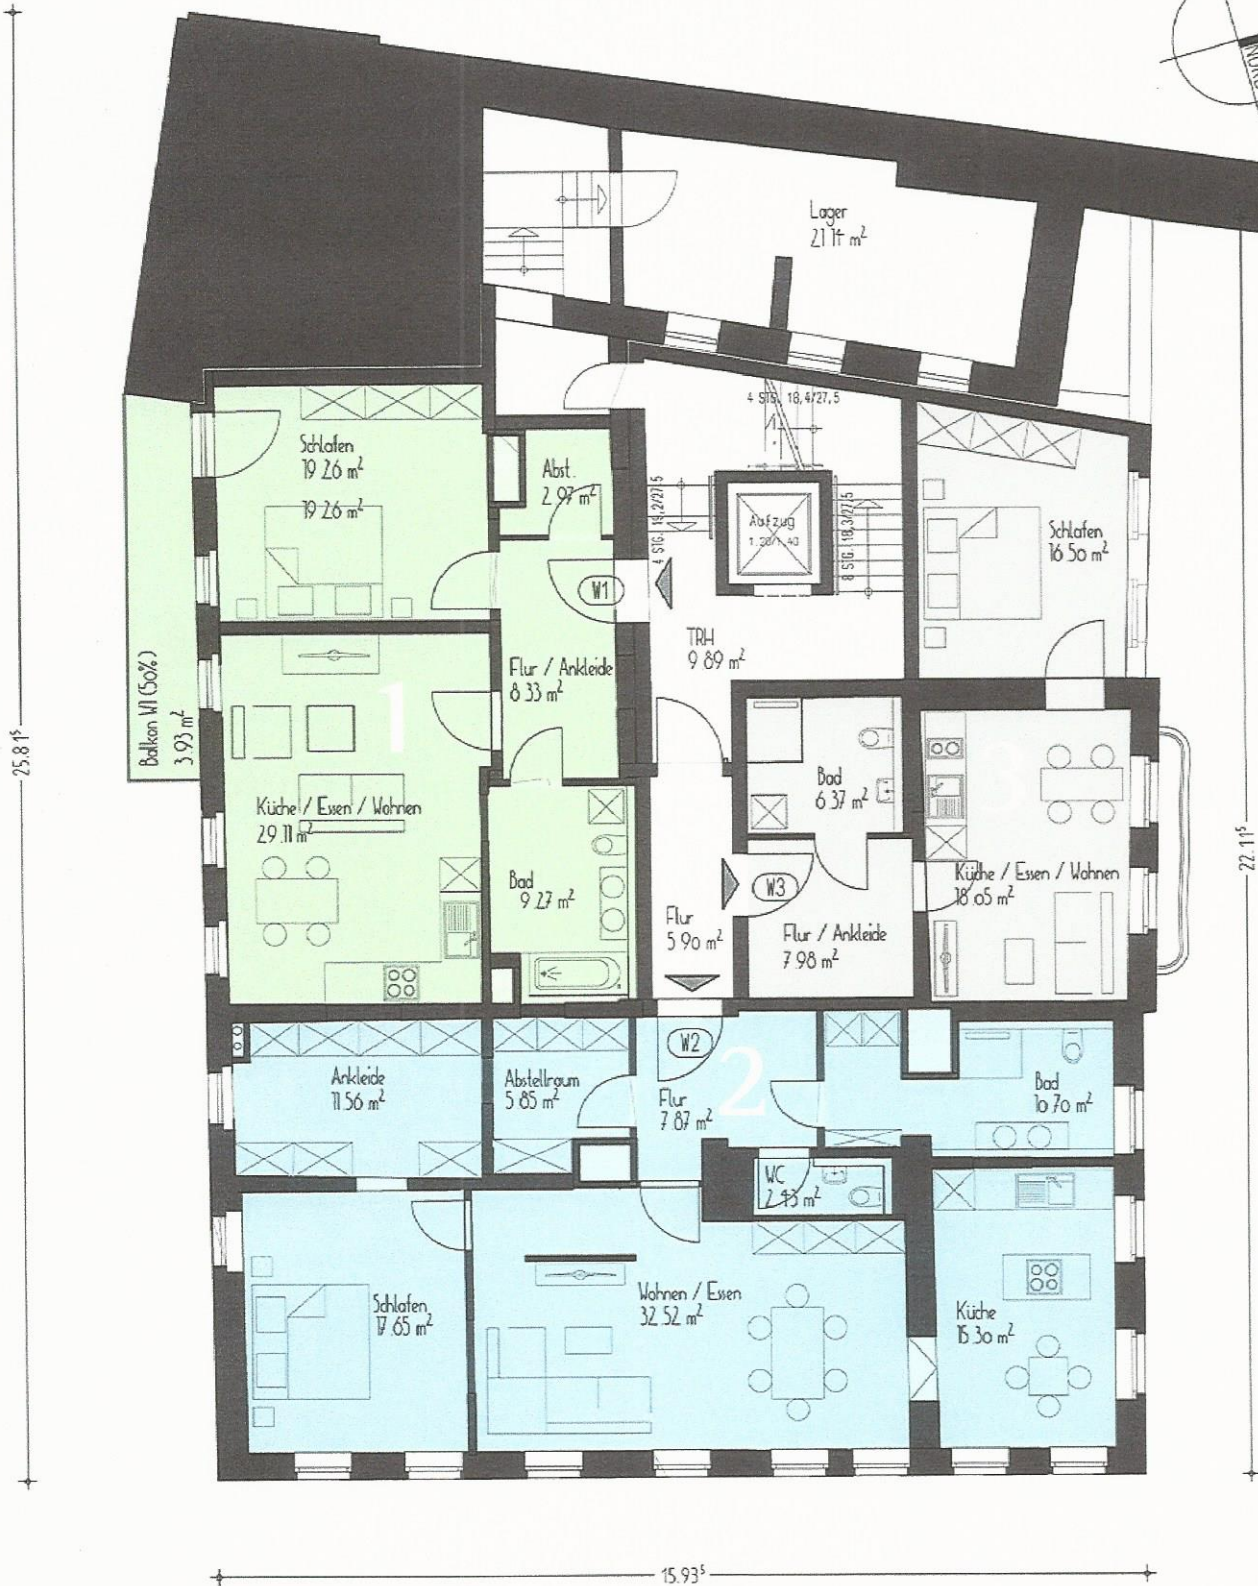 Lager
21.14 m²
4 STG. 18,4/27,5
Schlafen
19.26 m²
19.26 m²
Abst.
2.97 m²
4 STG. 19,2/27,5
Aufzug
1.20/1.40
8 STG. 18,3/27,5
Schlafen
16.50 m²
W1
TRH
9.89 m²
Flur / Ankleide
8.33 m²
Balkon W1 (50%)
3.93 m²
1
25.81⁵
Küche / Essen / Wohnen
29.11 m²
Bad
6.37 m²
3
22.11⁵
Bad
9.27 m²
W3
Küche / Essen / Wohnen
18.05 m²
Flur
5.90 m²
Flur / Ankleide
7.98 m²
W2
2
Ankleide
11.56 m²
Abstellraum
5.85 m²
Flur
7.87 m²
Bad
10.70 m²
WC
2.43 m²
Schlafen
17.65 m²
Wohnen / Essen
32.52 m²
Küche
15.30 m²
15.93⁵